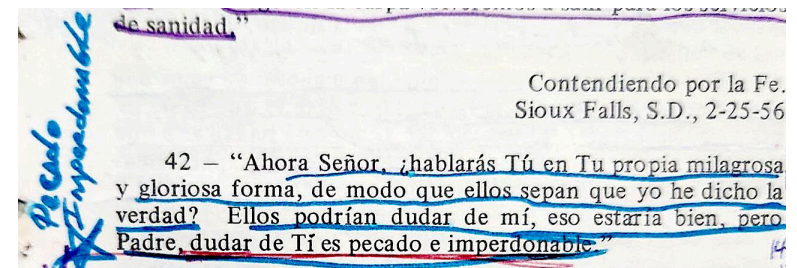 de sanidad."
Contendiendo por la Fe.
Sioux Falls, S.D., 2-25-56
42 – "Ahora Señor, ¿hablarás Tú en Tu propia milagrosa
y gloriosa forma, de modo que ellos sepan que yo he dicho la
verdad? Ellos podrían dudar de mí, eso estaría bien, pero
Padre, dudar de Tí es pecado e imperdonable."
Pecado
Imperdonable